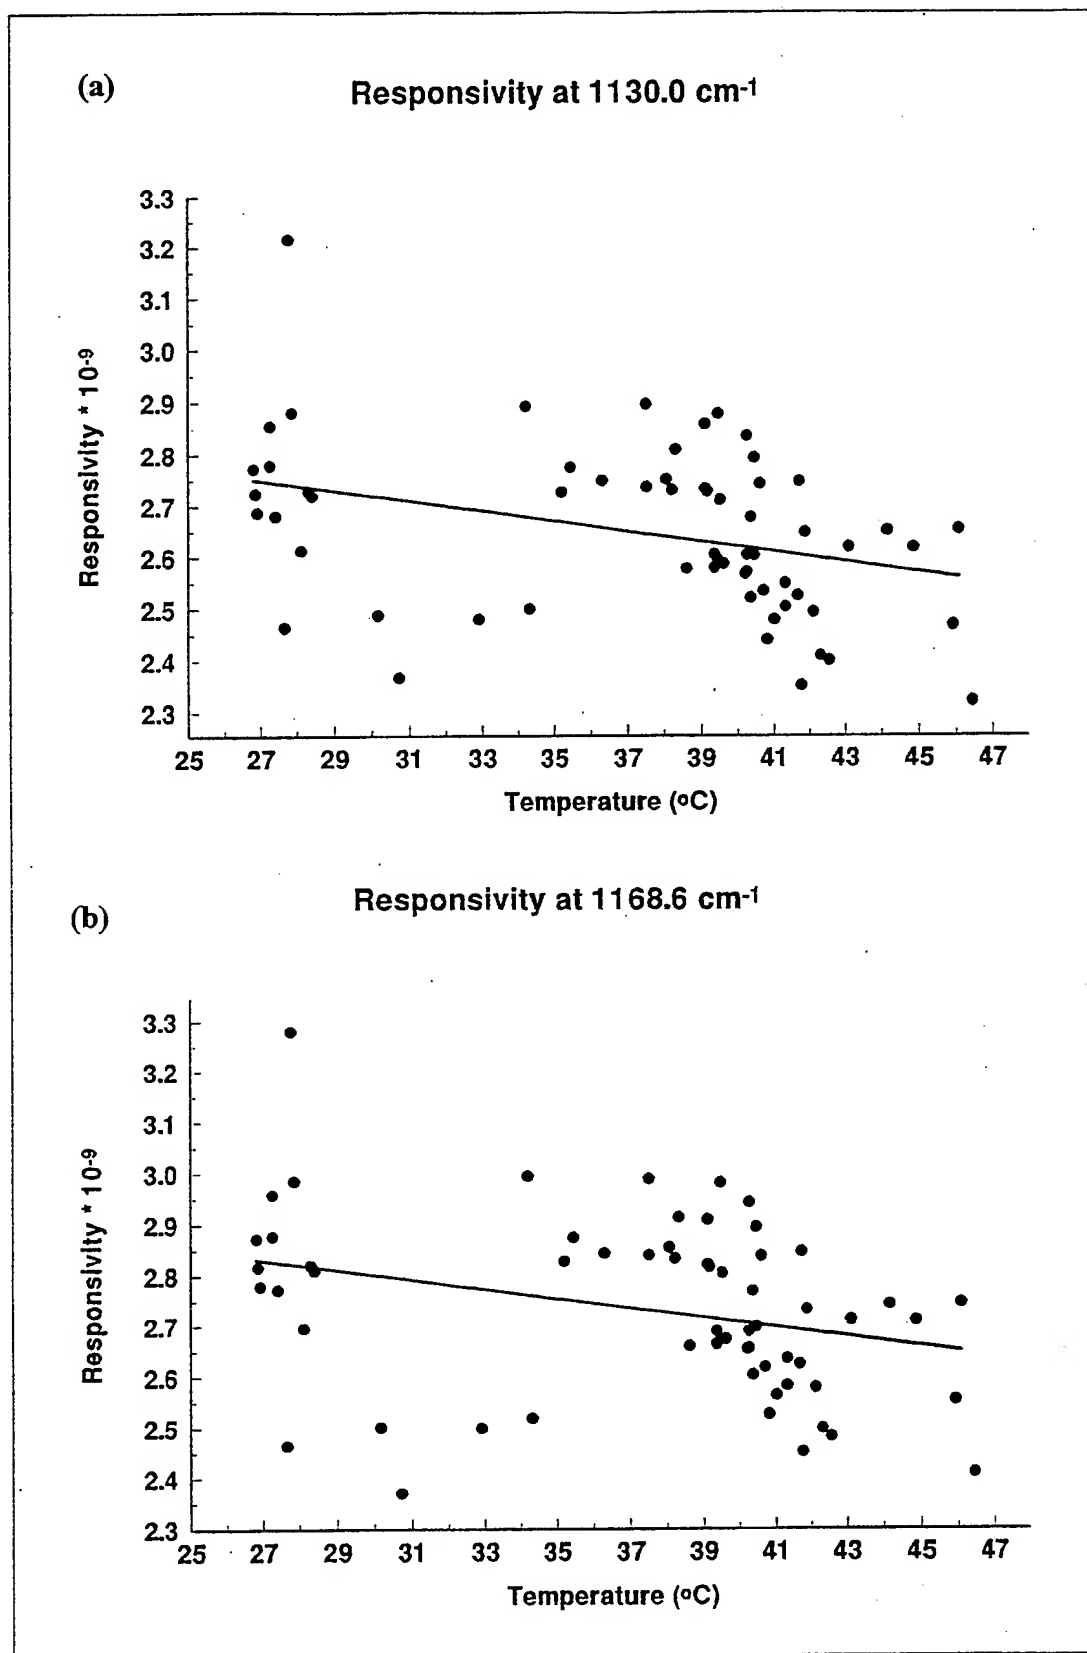 (a)
Responsivity at 1130.0 cm-1
3.3
3.2
3.1
3.0
2.9
2.8
2.7
2.6
2.5
2.4
2.3
Responsivity * 10-9
25 27 29 31 33 35 37 39 41 43 45 47
Temperature (oC)
(b)
Responsivity at 1168.6 cm-1
3.3
3.2
3.1
3.0
2.9
2.8
2.7
2.6
2.5
2.4
2.3
Responsivity * 10-9
25 27 29 31 33 35 37 39 41 43 45 47
Temperature (oC)